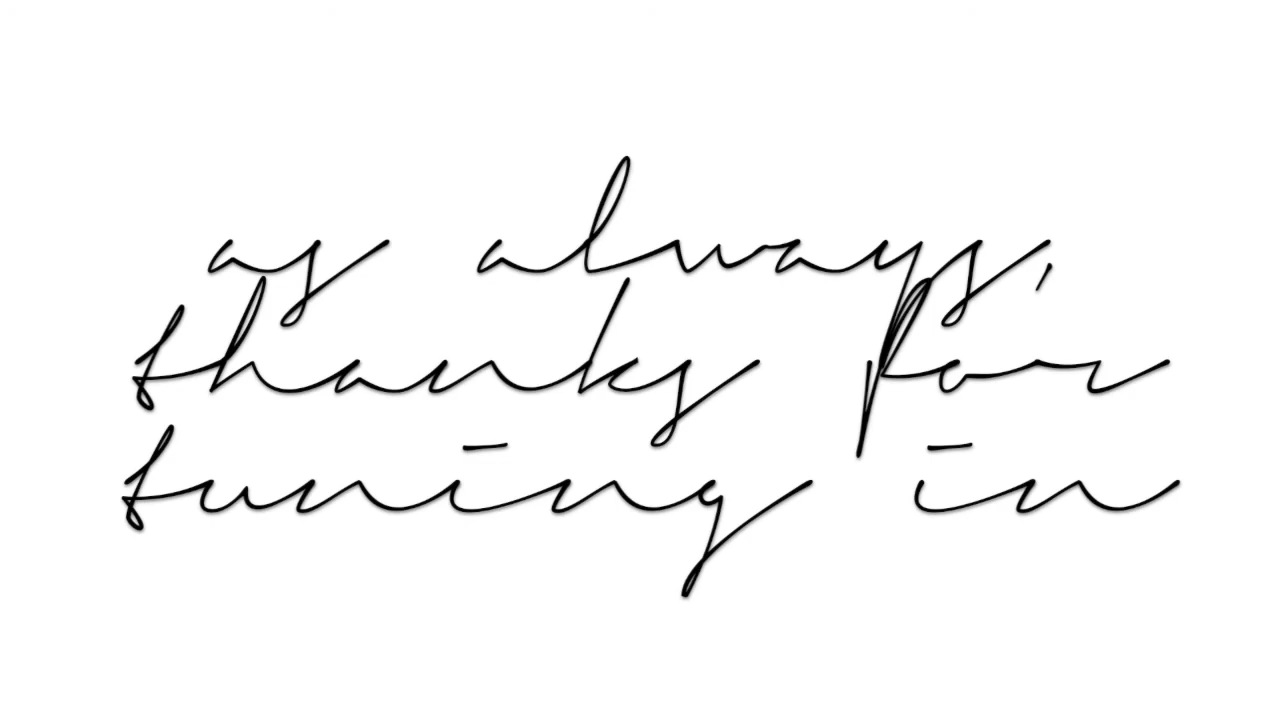 as always,
thanks for
tuning in